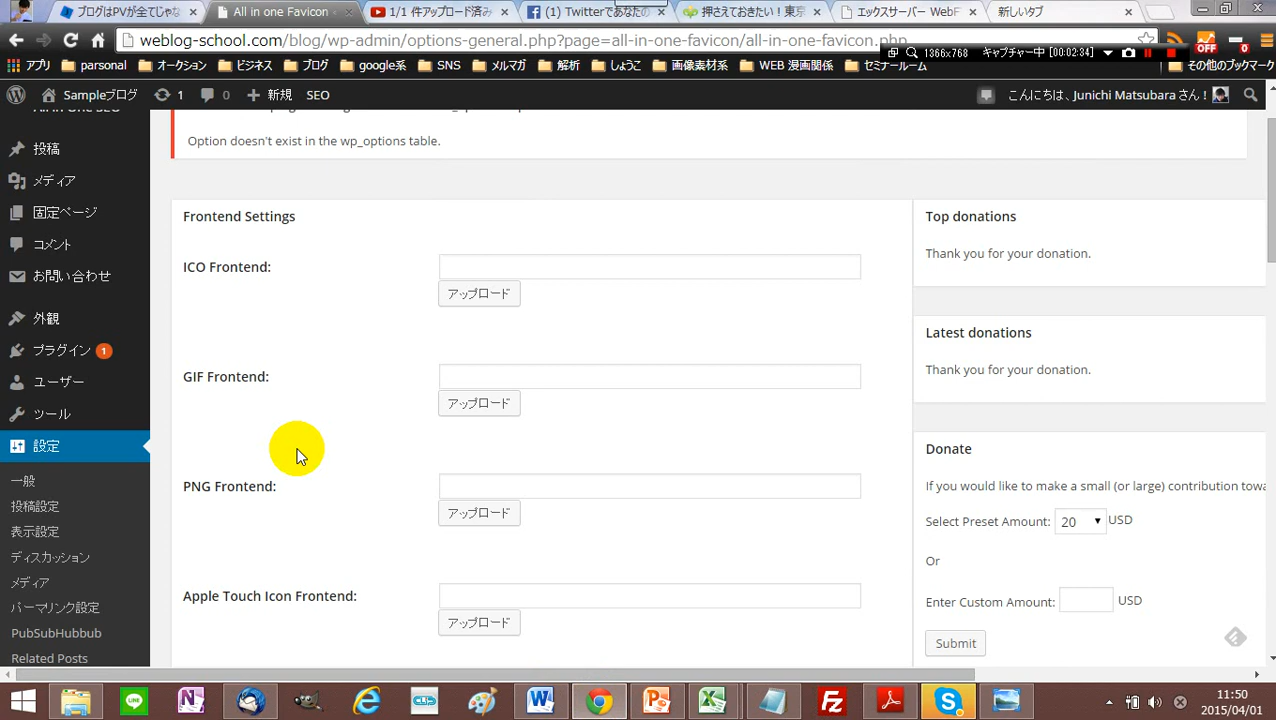 ブログはPVが全てじゃな
All in one Favicon ‹
1/1 件アップロード済み
(1) Twitterであなたの
押さえておきたい！東京
エックスサーバー WebF
新しいタブ
weblog-school.com/blog/wp-admin/options-general.php?page=all-in-one-favicon/all-in-one-favicon.php
1366x768 キャプチャー中 (00:02:34)
OFF
0
アプリ parsonal オークション ビジネス ブログ google系 SNS メルマガ 解析 しょうこ 画像素材系 WEB 漫画関係 セミナールーム その他のブックマーク
Sampleブログ 1 0 新規 SEO こんにちは、Junichi Matsubara さん！
All in One SEO
投稿
メディア
固定ページ
コメント
お問い合わせ
外観
プラグイン 1
ユーザー
ツール
設定
一般
投稿設定
表示設定
ディスカッション
メディア
パーマリンク設定
PubSubHubbub
Related Posts
Option doesn't exist in the wp_options table.
Frontend Settings
ICO Frontend:
アップロード
GIF Frontend:
アップロード
PNG Frontend:
アップロード
Apple Touch Icon Frontend:
アップロード
Top donations
Thank you for your donation.
Latest donations
Thank you for your donation.
Donate
If you would like to make a small (or large) contribution towa
Select Preset Amount: 20 USD
Or
Enter Custom Amount: USD
Submit
11:50
2015/04/01